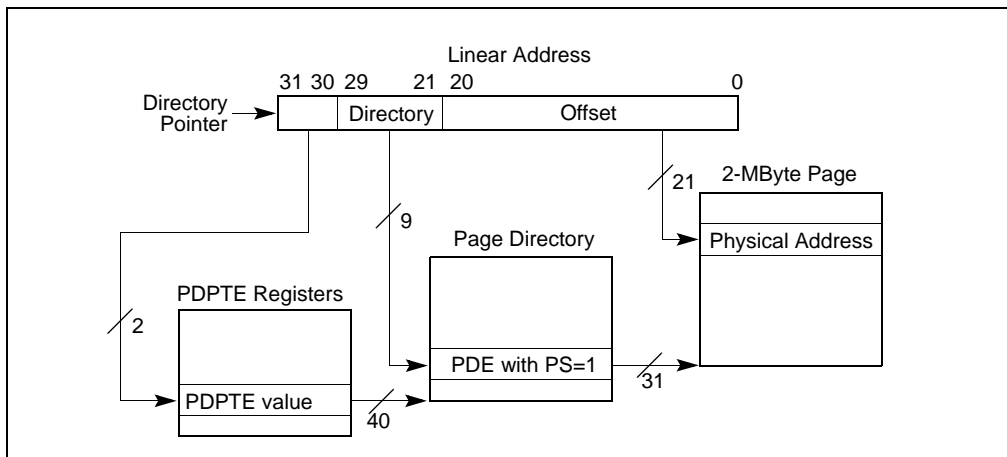 Linear Address
31 30 29 21 20 0
Directory Pointer
Directory
Offset
21
2-MByte Page
9
Page Directory
Physical Address
PDPTE Registers
2
PDE with PS=1
31
PDPTE value
40